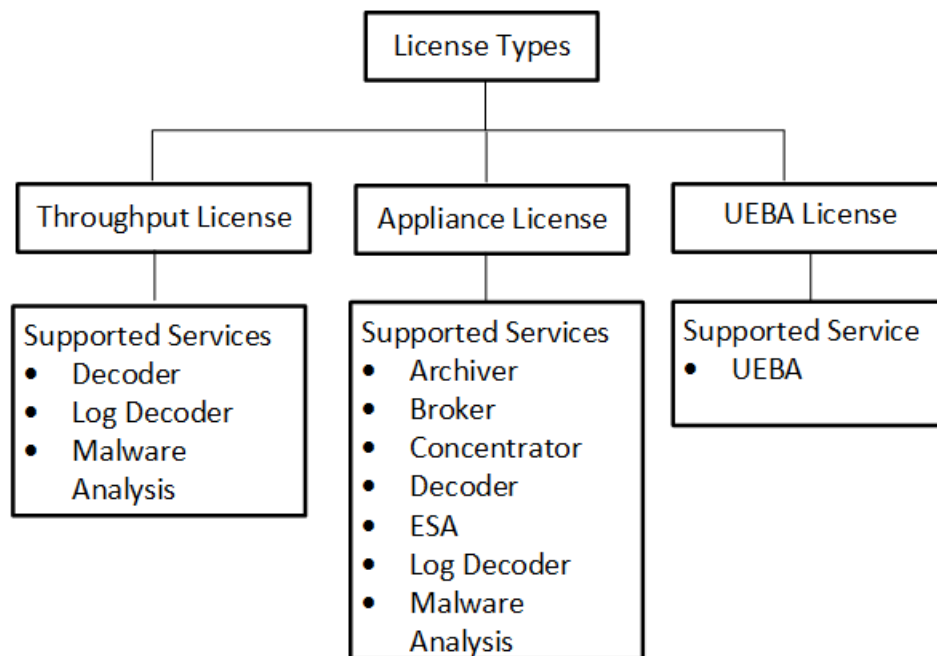 License Types
Throughput License
Appliance License
UEBA License
Supported Services
• Decoder
• Log Decoder
• Malware
Analysis
Supported Services
• Archiver
• Broker
• Concentrator
• Decoder
• ESA
• Log Decoder
• Malware
Analysis
Supported Service
• UEBA